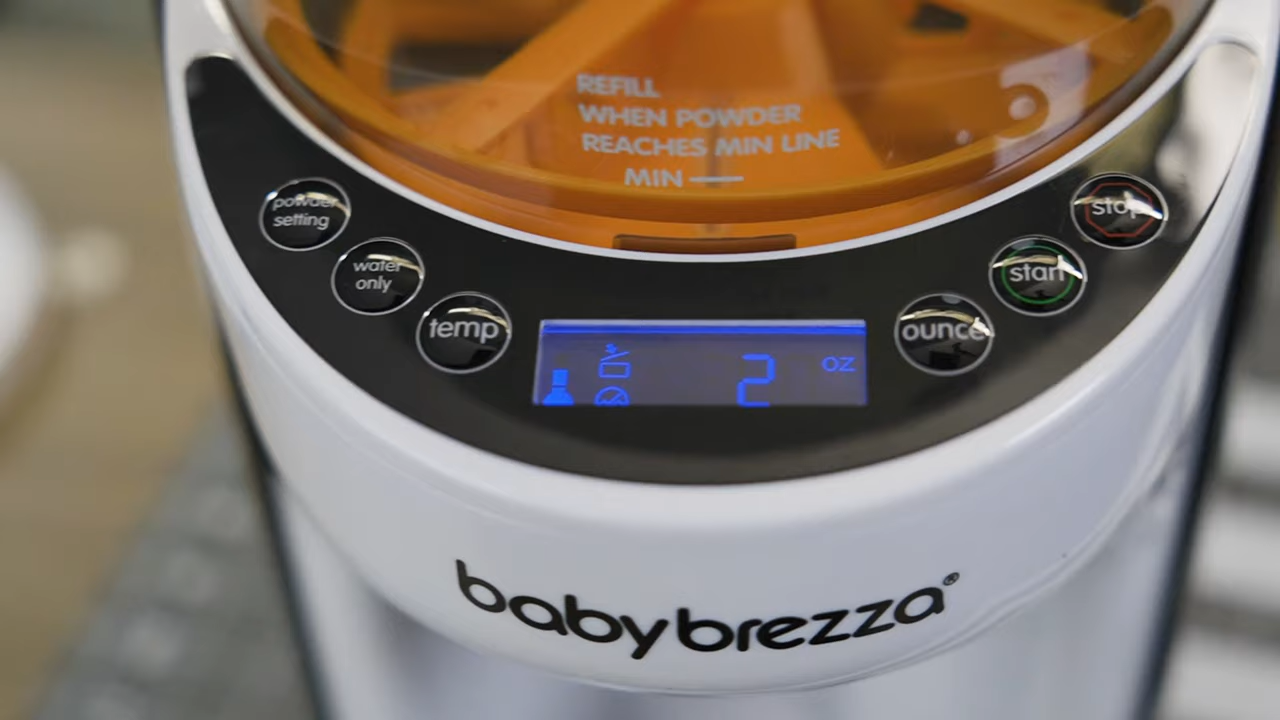 REFILL
WHEN POWDER
REACHES MIN LINE
MIN
powder
setting
water
only
temp
2 oz
ounce
start
stop
babybrezza®